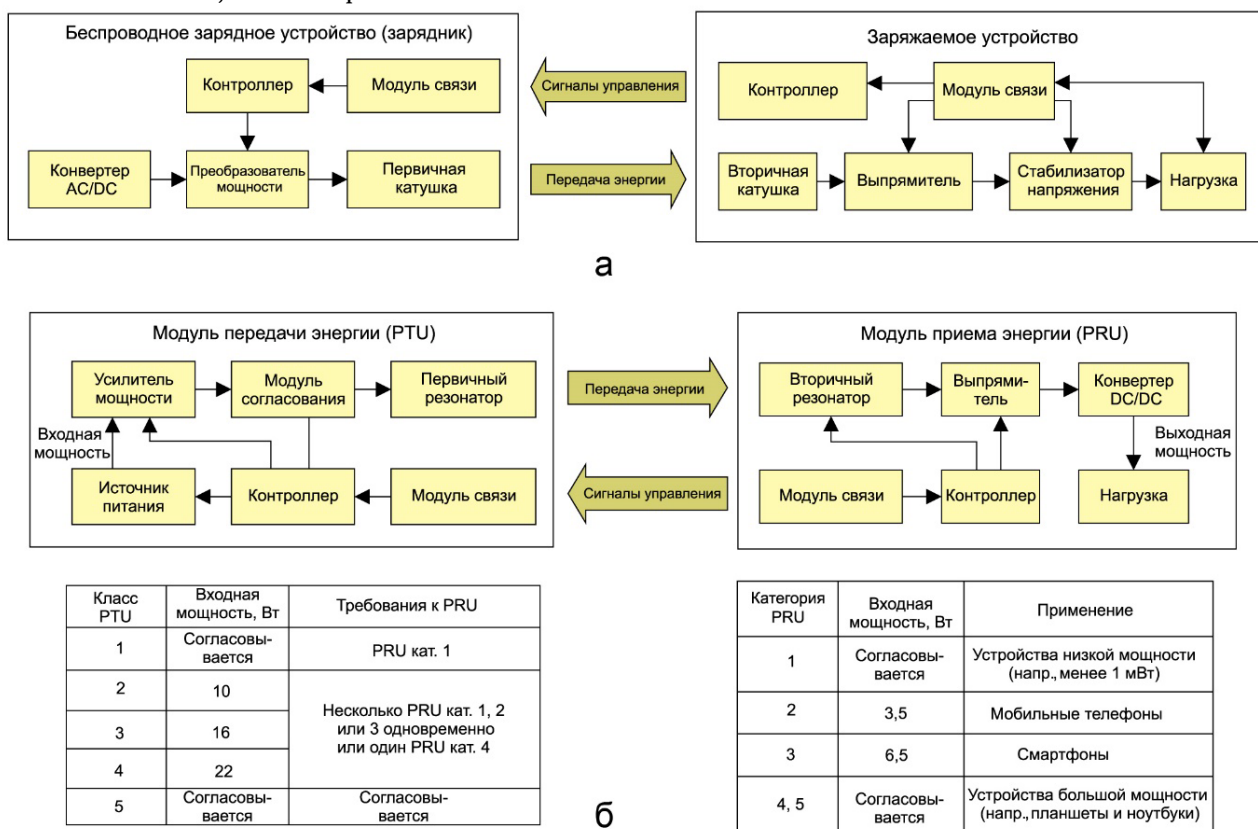 Беспроводное зарядное устройство (зарядник)
Контроллер
Модуль связи
Конвертер
AC/DC
Преобразователь
мощности
Первичная
катушка
Сигналы управления
Передача энергии
Заряжаемое устройство
Контроллер
Модуль связи
Вторичная
катушка
Выпрямитель
Стабилизатор
напряжения
Нагрузка
а
Модуль передачи энергии (PTU)
Усилитель
мощности
Модуль
согласования
Первичный
резонатор
Входная
мощность
Источник
питания
Контроллер
Модуль связи
Передача энергии
Сигналы управления
Модуль приема энергии (PRU)
Вторичный
резонатор
Выпрями-
тель
Конвертер
DC/DC
Выходная
мощность
Модуль связи
Контроллер
Нагрузка
Класс
PTU
Входная
мощность, Вт
Требования к PRU
1
Согласовы-
вается
PRU кат. 1
2
10
3
16
4
22
Несколько PRU кат. 1, 2
или 3 одновременно
или один PRU кат. 4
5
Согласовы-
вается
Согласовы-
вается
б
Категория
PRU
Входная
мощность, Вт
Применение
1
Согласовы-
вается
Устройства низкой мощности
(напр., менее 1 мВт)
2
3,5
Мобильные телефоны
3
6,5
Смартфоны
4, 5
Согласовы-
вается
Устройства большой мощности
(напр., планшеты и ноутбуки)